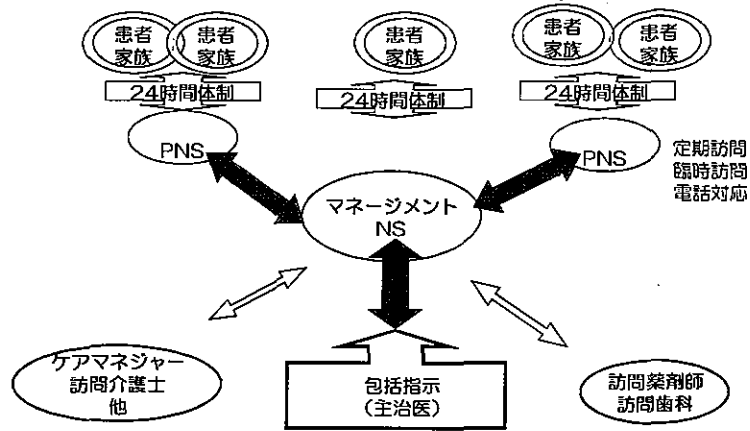 患者
家族
患者
家族
患者
家族
患者
家族
患者
家族
24時間体制
24時間体制
24時間体制
PNS
PNS
定期訪問
臨時訪問
電話対応
マネージメント
NS
ケアマネジャー
訪問介護士
他
包括指示
（主治医）
訪問薬剤師
訪問歯科